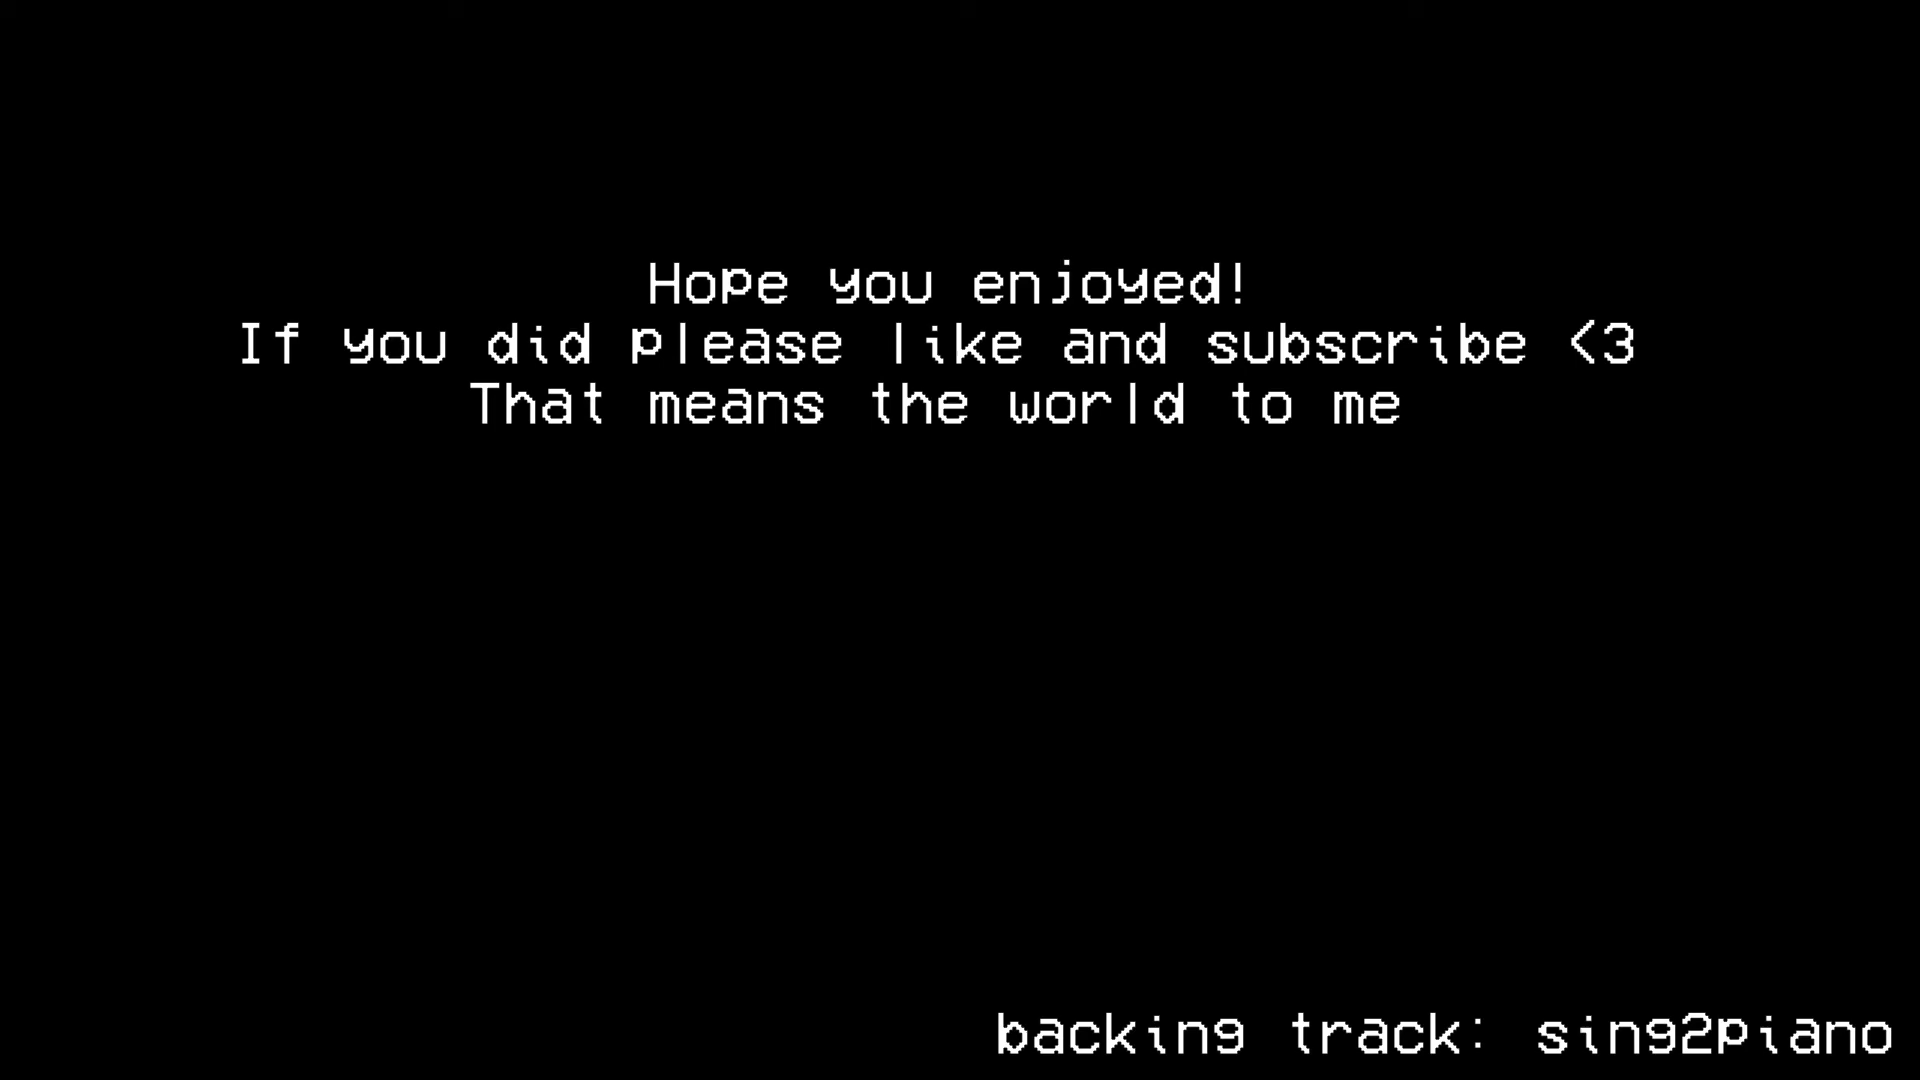 Hope you enjoyed!
If you did please like and subscribe <3
That means the world to me
backing track: sing2piano